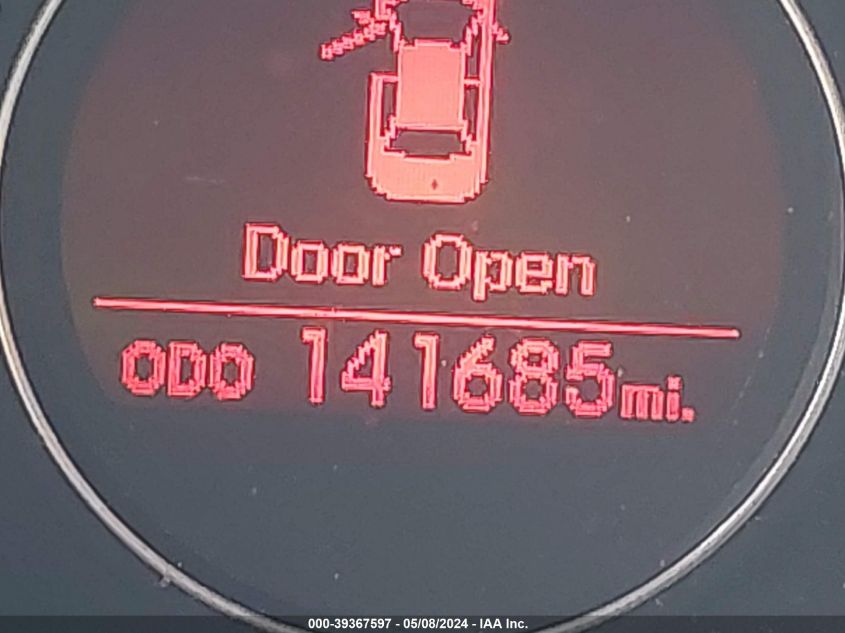 Door Open
ODO 141685mi.
000-39367597 - 05/08/2024 - IAA Inc.